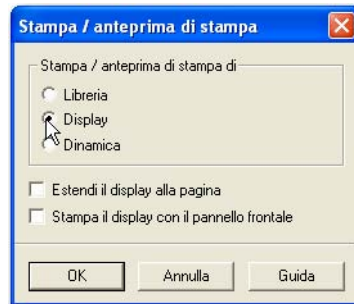 Stampa / anteprima di stampa
Stampa / anteprima di stampa di
Libreria
Display
Dinamica
Estendi il display alla pagina
Stampa il display con il pannello frontale
OK Annulla Guida